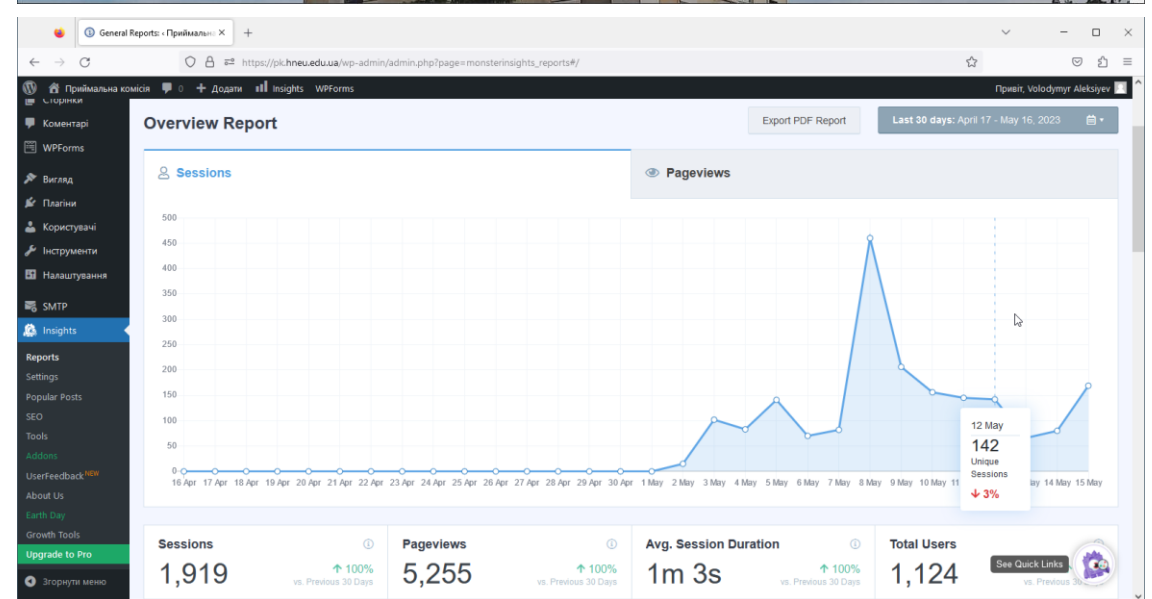 General Reports: ‹ Приймальна
https://pk.hneu.edu.ua/wp-admin/admin.php?page=monsterinsights_reports#/
Приймальна комісія 0 + Додати Insights WPForms Привіт, Volodymyr Aleksiyev
Сторінки
Коментарі
WPForms
Вигляд
Плагіни
Користувачі
Інструменти
Налаштування
SMTP
Insights
Reports
Settings
Popular Posts
SEO
Tools
Addons
UserFeedback NEW
About Us
Earth Day
Growth Tools
Upgrade to Pro
Згорнути меню
Overview Report
Export PDF Report
Last 30 days: April 17 - May 16, 2023
Sessions
Pageviews
500
450
400
350
300
250
200
150
100
50
0
16 Apr 17 Apr 18 Apr 19 Apr 20 Apr 21 Apr 22 Apr 23 Apr 24 Apr 25 Apr 26 Apr 27 Apr 28 Apr 29 Apr 30 Apr 1 May 2 May 3 May 4 May 5 May 6 May 7 May 8 May 9 May 10 May 11 14 May 15 May
12 May
142
Unique
Sessions
3%
Sessions
1,919
100%
vs. Previous 30 Days
Pageviews
5,255
100%
vs. Previous 30 Days
Avg. Session Duration
1m 3s
100%
vs. Previous 30 Days
Total Users
1,124
vs. Previous
See Quick Links